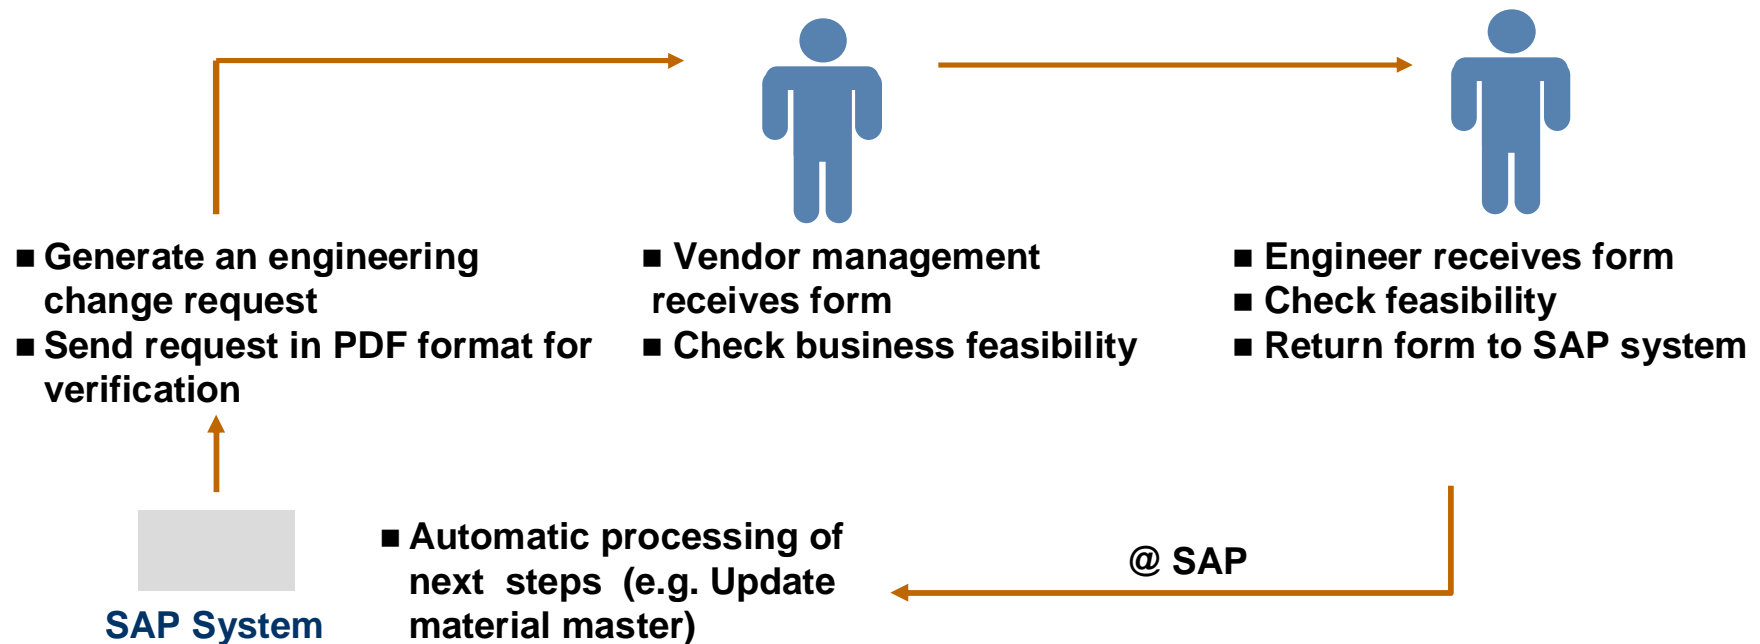 ■ Generate an engineering
change request
■ Send request in PDF format for
verification
■ Vendor management
receives form
■ Check business feasibility
■ Engineer receives form
■ Check feasibility
■ Return form to SAP system
SAP System
■ Automatic processing of
next steps (e.g. Update
material master)
@ SAP